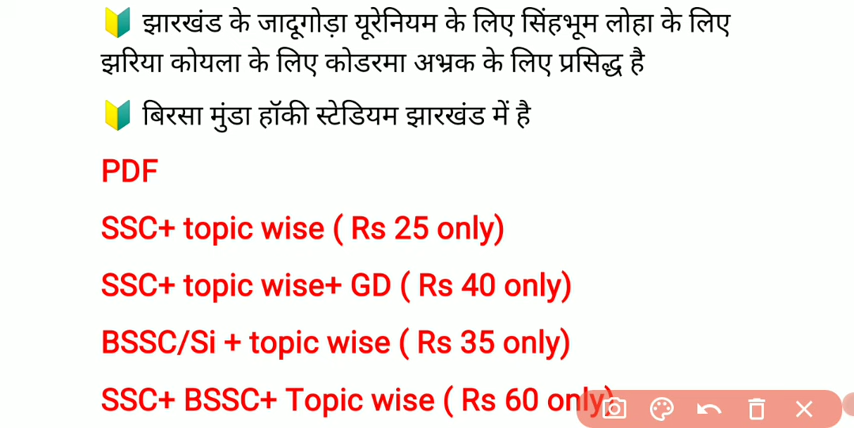 🔰 झारखंड के जादूगोड़ा यूरेनियम के लिए सिंहभूम लोहा के लिए
झरिया कोयला के लिए कोडरमा अभ्रक के लिए प्रसिद्ध है
🔰 बिरसा मुंडा हॉकी स्टेडियम झारखंड में है
PDF
SSC+ topic wise ( Rs 25 only)
SSC+ topic wise+ GD ( Rs 40 only)
BSSC/Si + topic wise ( Rs 35 only)
SSC+ BSSC+ Topic wise ( Rs 60 only)